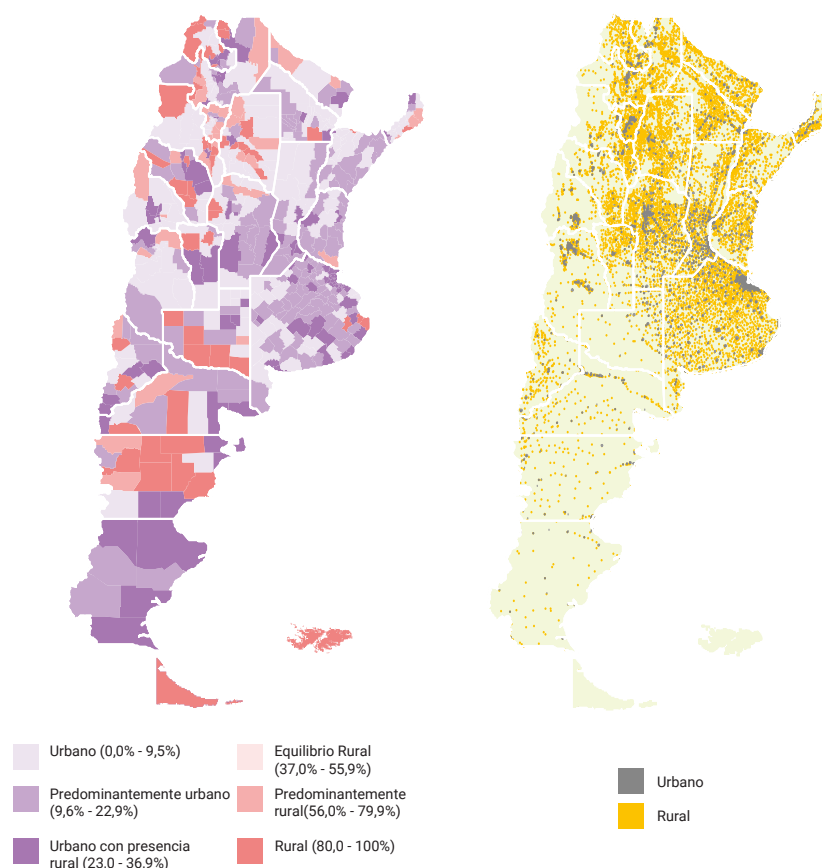 Urbano (0,0% - 9,5%)
Predominantemente urbano
(9,6% - 22,9%)
Urbano con presencia
rural (23,0 - 36,9%)
Equilibrio Rural
(37,0% - 55,9%)
Predominantemente
rural(56,0% - 79,9%)
Rural (80,0 - 100%)
Urbano
Rural